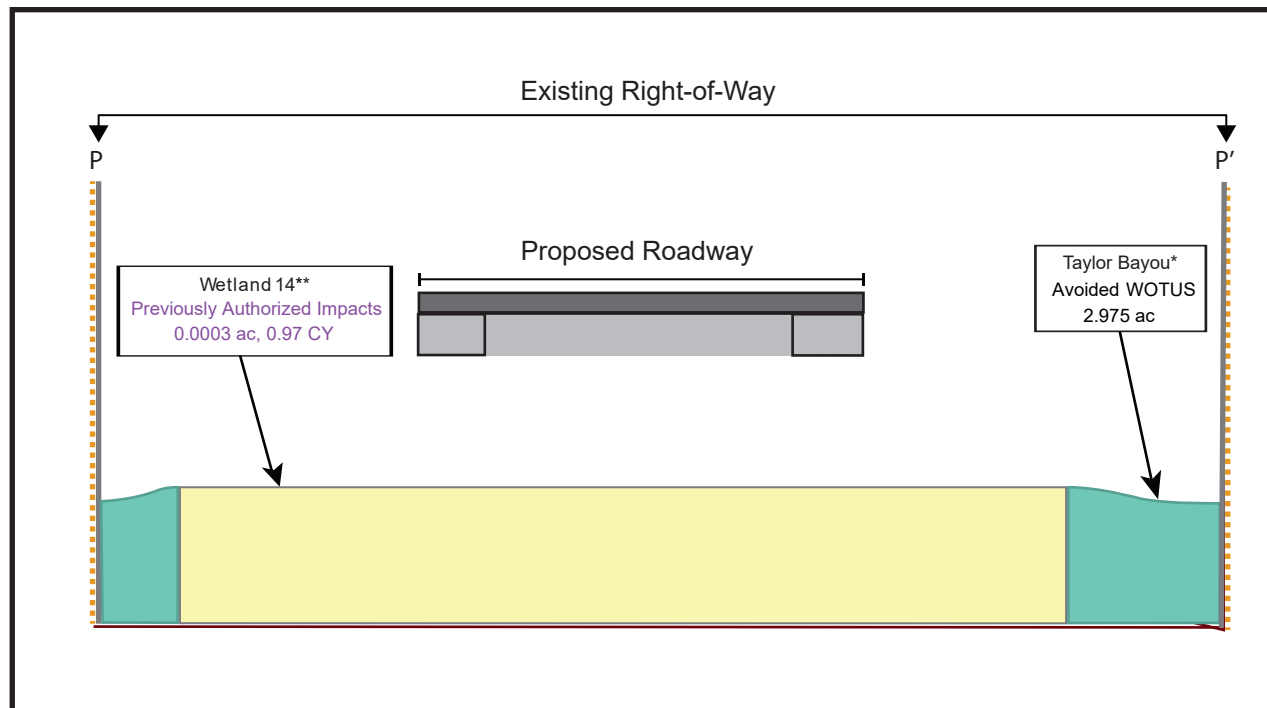 Existing Right-of-Way
P
P'
Proposed Roadway
Wetland 14**
Previously Authorized Impacts
0.0003 ac, 0.97 CY
Taylor Bayou*
Avoided WOTUS
2.975 ac